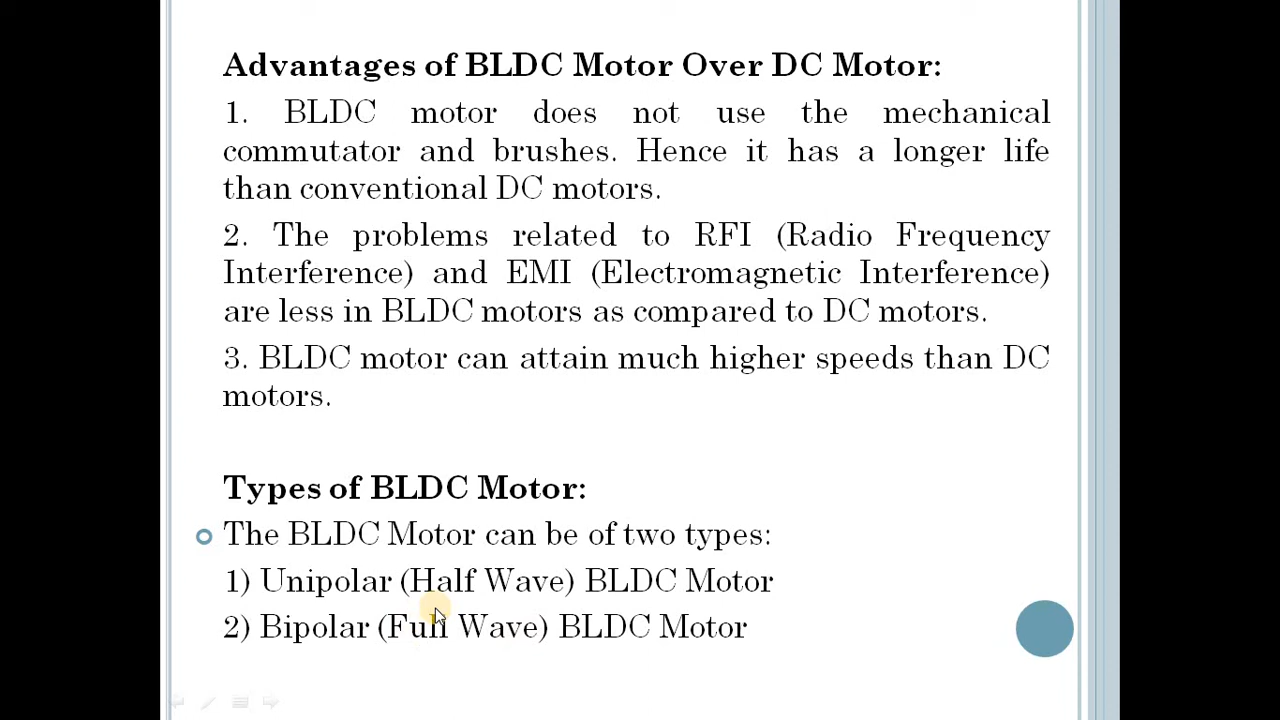 Advantages of BLDC Motor Over DC Motor:
1. BLDC motor does not use the mechanical
commutator and brushes. Hence it has a longer life
than conventional DC motors.
2. The problems related to RFI (Radio Frequency
Interference) and EMI (Electromagnetic Interference)
are less in BLDC motors as compared to DC motors.
3. BLDC motor can attain much higher speeds than DC
motors.
Types of BLDC Motor:
The BLDC Motor can be of two types:
1) Unipolar (Half Wave) BLDC Motor
2) Bipolar (Full Wave) BLDC Motor